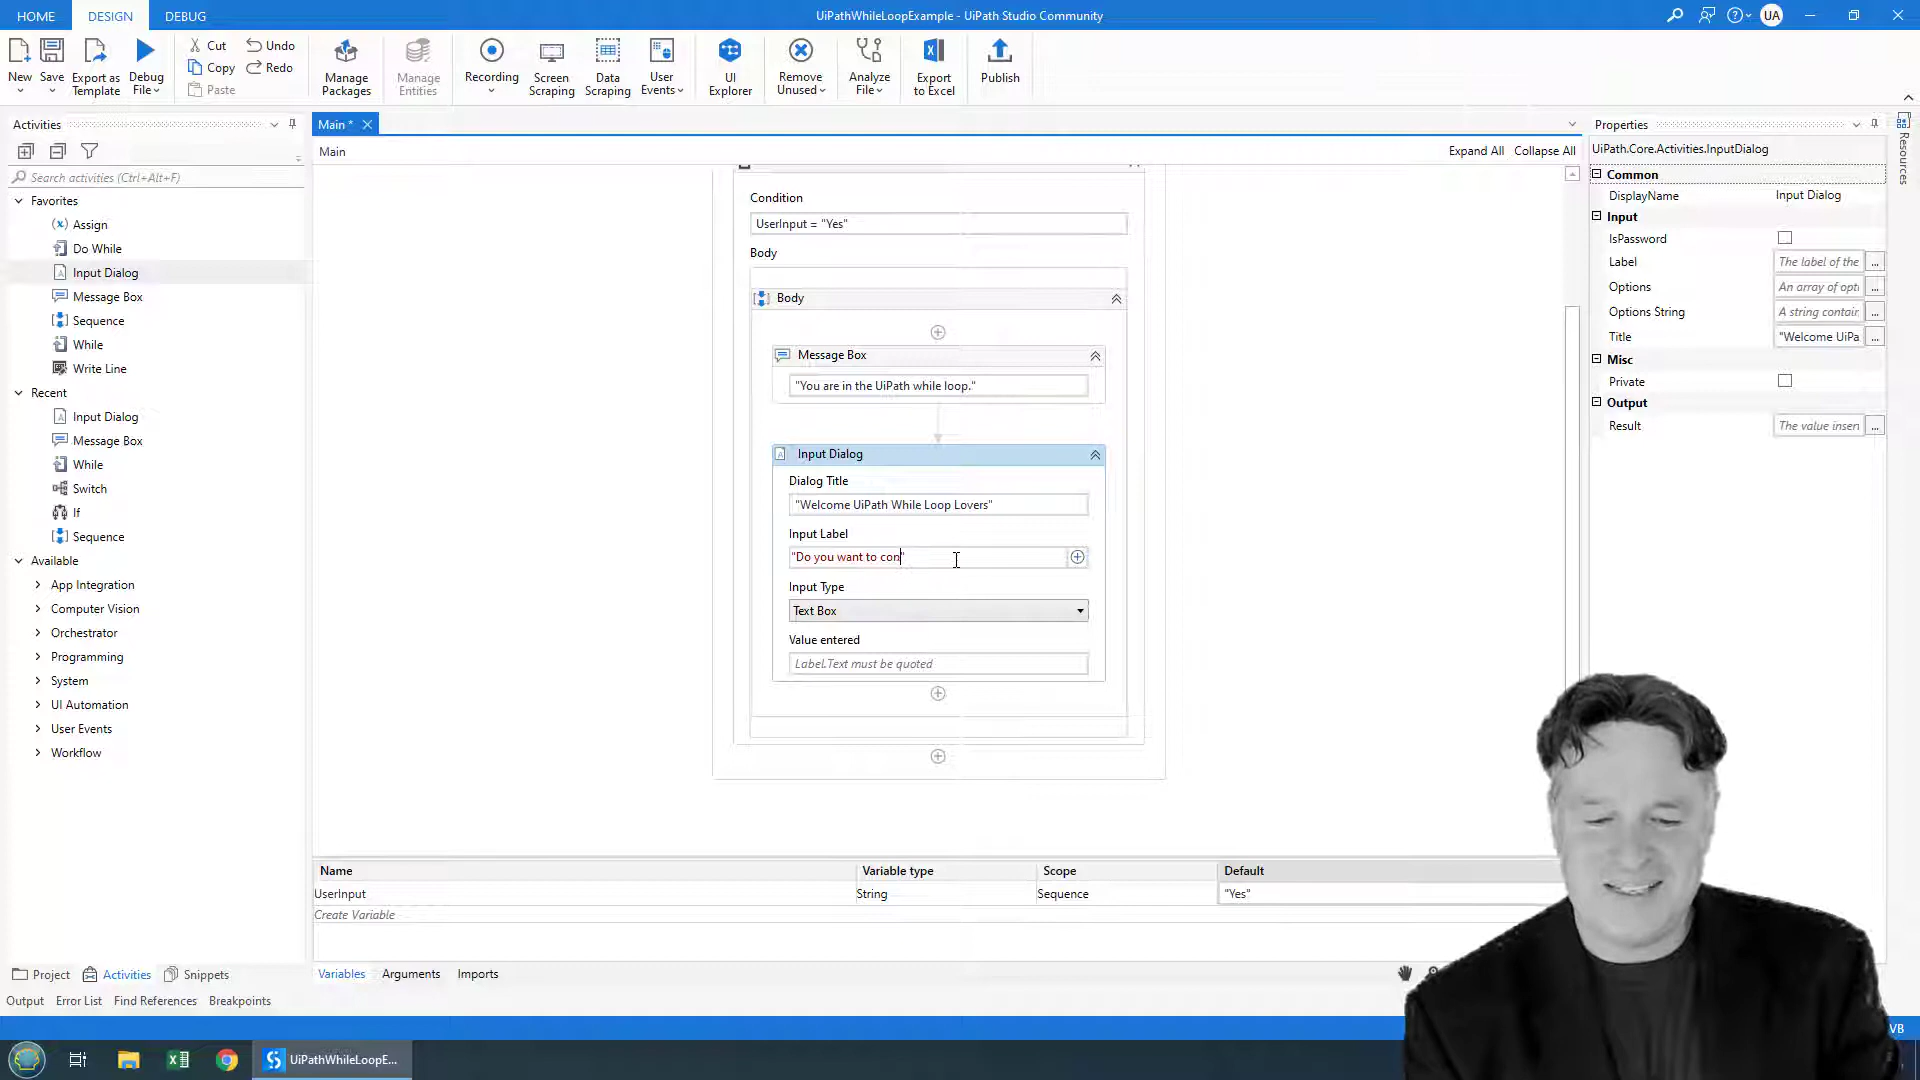 HOME DESIGN DEBUG UiPathWhileLoopExample - UiPath Studio Community UA
New Save Export as Template Debug File Cut Copy Paste Undo Redo Manage Packages Manage Entities Recording Screen Scraping Data Scraping User Events UI Explorer Remove Unused Analyze File Export to Excel Publish
Activities
Search activities (Ctrl+Alt+F)
Favorites
Assign
Do While
Input Dialog
Message Box
Sequence
While
Write Line
Recent
Input Dialog
Message Box
While
Switch
If
Sequence
Available
App Integration
Computer Vision
Orchestrator
Programming
System
UI Automation
User Events
Workflow
Project Activities Snippets
Main *
Main Expand All Collapse All
Condition
UserInput = "Yes"
Body
Body
Message Box
"You are in the UiPath while loop."
Input Dialog
Dialog Title
"Welcome UiPath While Loop Lovers"
Input Label
"Do you want to con"
Input Type
Text Box
Value entered
Label.Text must be quoted
Name Variable type Scope Default
UserInput String Sequence "Yes"
Create Variable
Variables Arguments Imports
Properties
UiPath.Core.Activities.InputDialog
Common
DisplayName Input Dialog
Input
IsPassword
Label The label of the ...
Options An array of opti ...
Options String A string contain ...
Title "Welcome UiPa ...
Misc
Private
Output
Result The value insert ...
Resources
Output Error List Find References Breakpoints
VB
UiPathWhileLoopE...